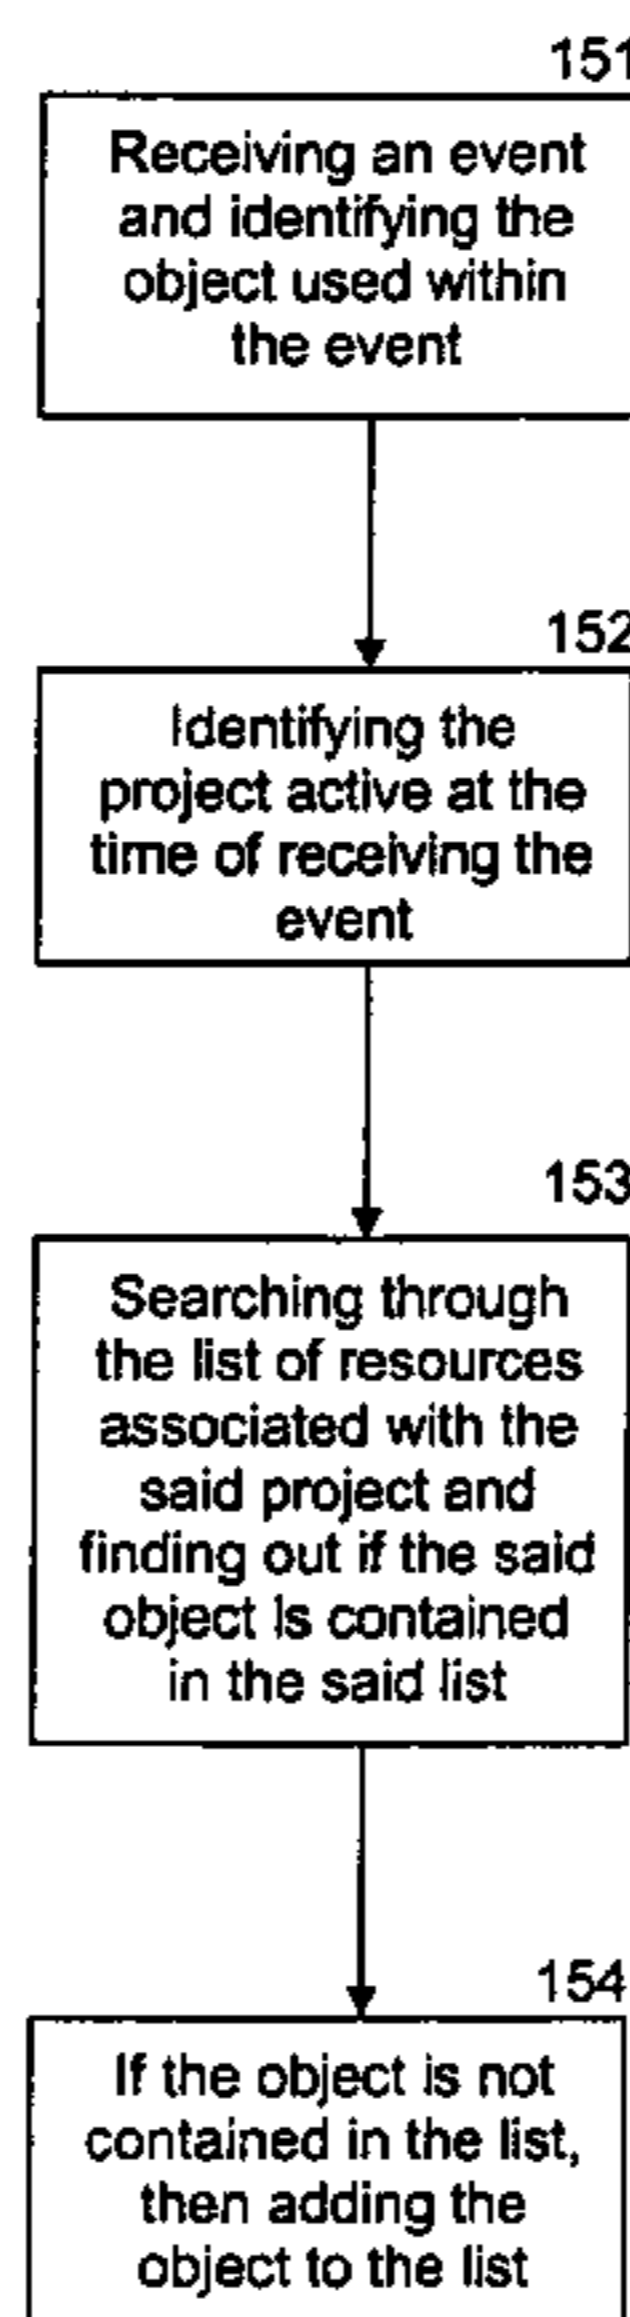 151
Receiving an event
and identifying the
object used within
the event
152
Identifying the
project active at the
time of receiving the
event
153
Searching through
the list of resources
associated with the
said project and
finding out if the said
object is contained
in the said list
154
If the object is not
contained in the list,
then adding the
object to the list